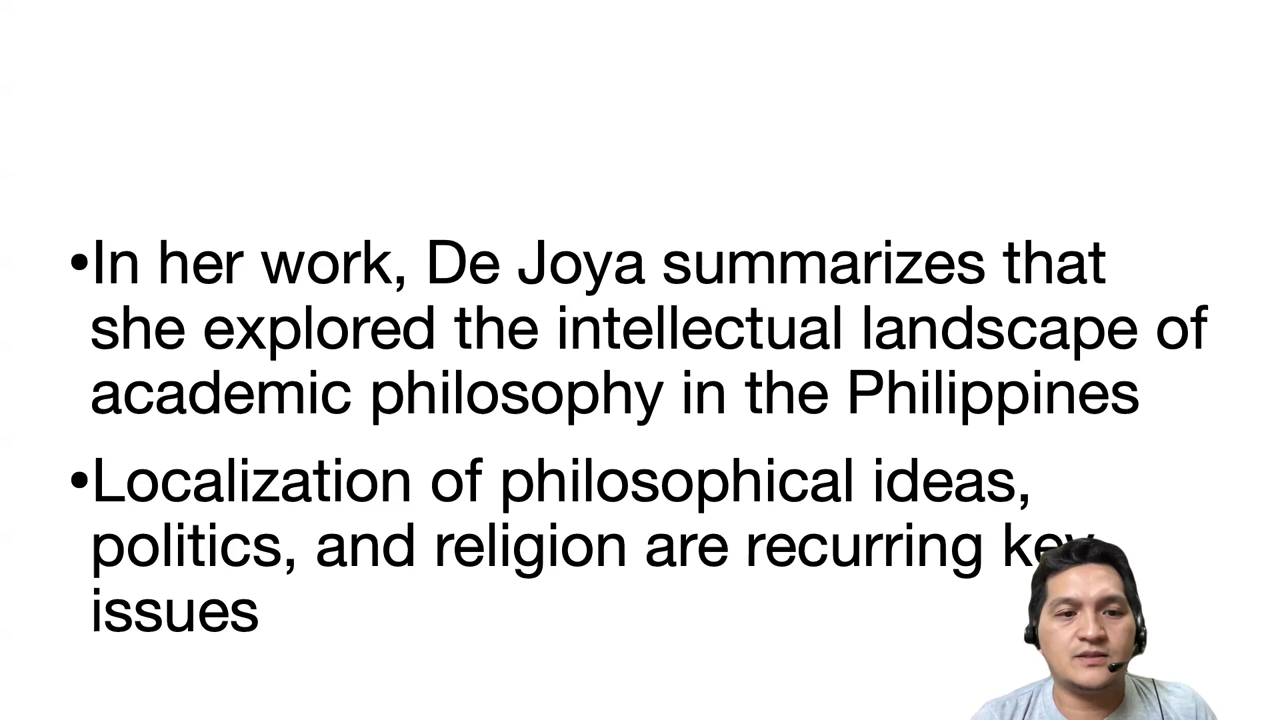 •In her work, De Joya summarizes that
she explored the intellectual landscape of
academic philosophy in the Philippines
•Localization of philosophical ideas,
politics, and religion are recurring key
issues